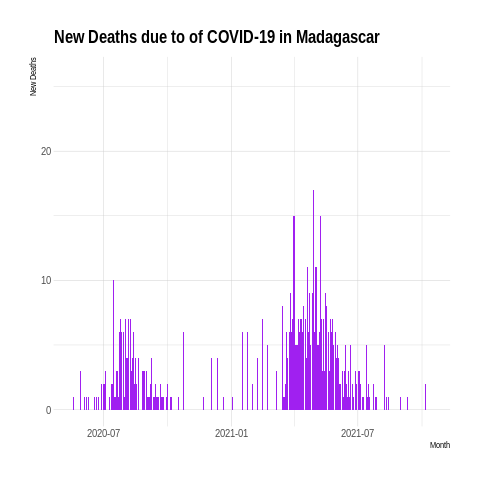 New Deaths due to of COVID-19 in Madagascar
New Deaths
20
10
0
2020-07 2021-01 2021-07
Month